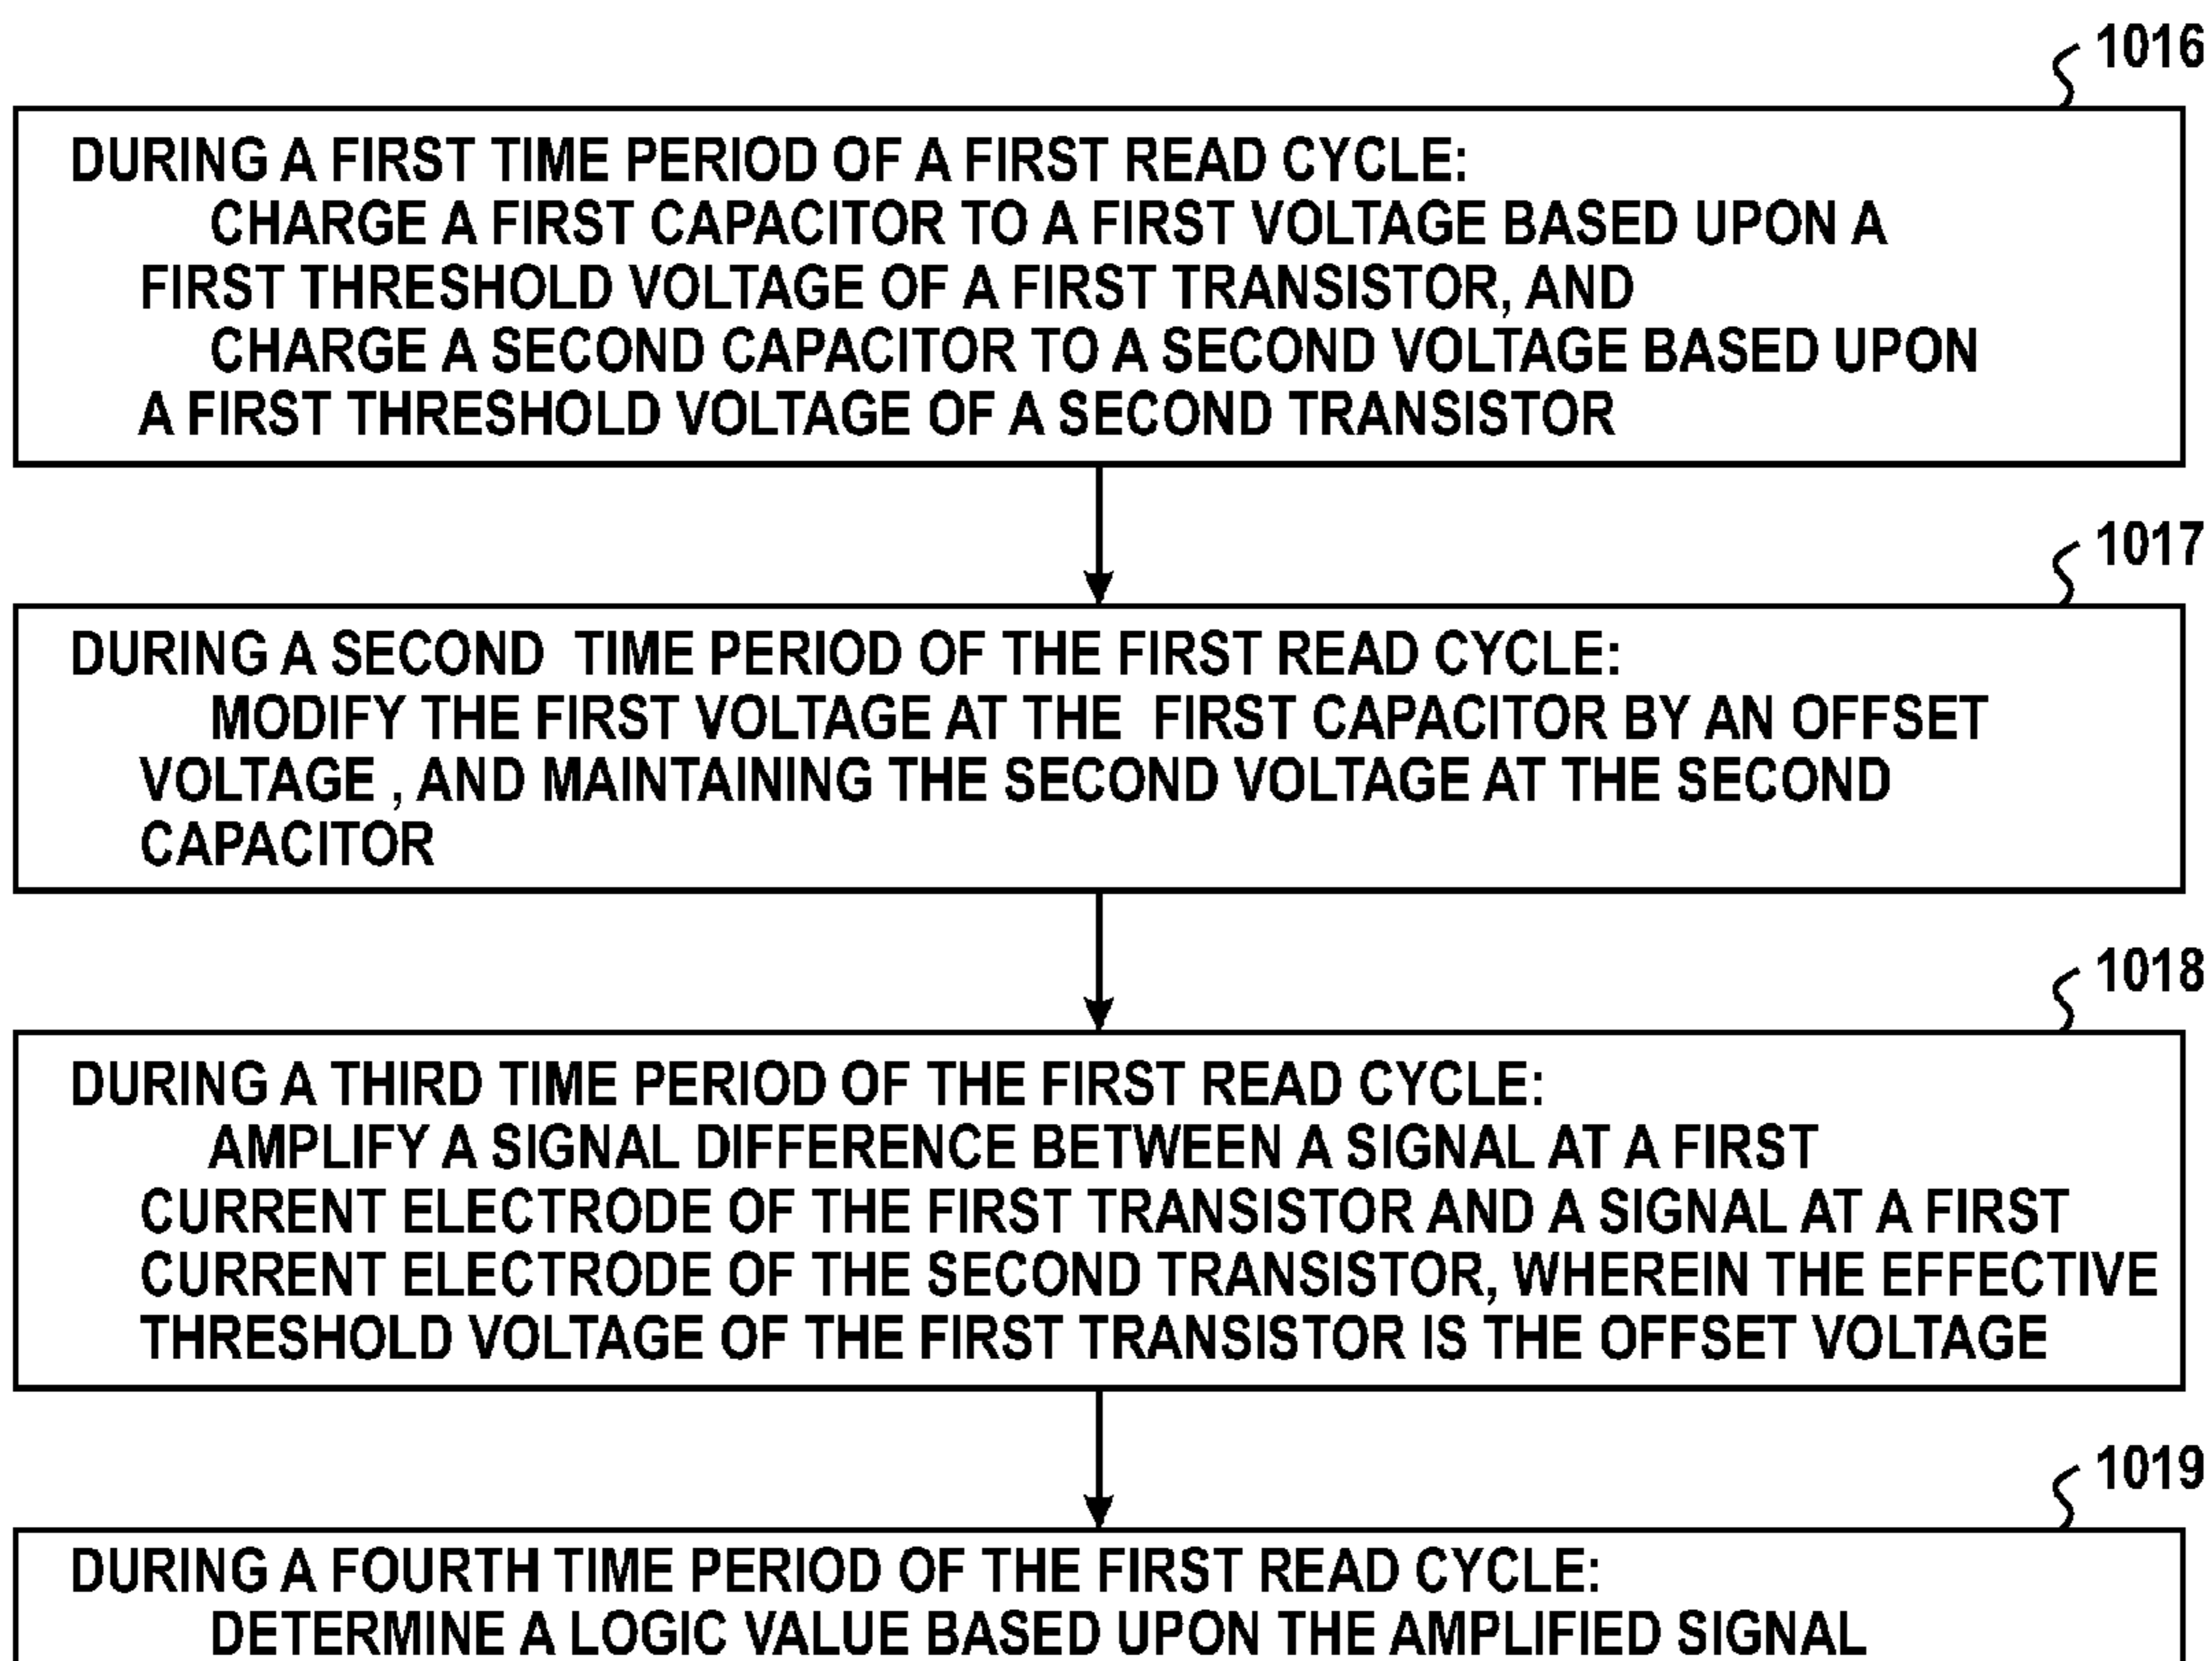 1016
DURING A FIRST TIME PERIOD OF A FIRST READ CYCLE:
CHARGE A FIRST CAPACITOR TO A FIRST VOLTAGE BASED UPON A
FIRST THRESHOLD VOLTAGE OF A FIRST TRANSISTOR, AND
CHARGE A SECOND CAPACITOR TO A SECOND VOLTAGE BASED UPON
A FIRST THRESHOLD VOLTAGE OF A SECOND TRANSISTOR
1017
DURING A SECOND  TIME PERIOD OF THE FIRST READ CYCLE:
MODIFY THE FIRST VOLTAGE AT THE  FIRST CAPACITOR BY AN OFFSET
VOLTAGE , AND MAINTAINING THE SECOND VOLTAGE AT THE SECOND
CAPACITOR
1018
DURING A THIRD TIME PERIOD OF THE FIRST READ CYCLE:
AMPLIFY A SIGNAL DIFFERENCE BETWEEN A SIGNAL AT A FIRST
CURRENT ELECTRODE OF THE FIRST TRANSISTOR AND A SIGNAL AT A FIRST
CURRENT ELECTRODE OF THE SECOND TRANSISTOR, WHEREIN THE EFFECTIVE
THRESHOLD VOLTAGE OF THE FIRST TRANSISTOR IS THE OFFSET VOLTAGE
1019
DURING A FOURTH TIME PERIOD OF THE FIRST READ CYCLE:
DETERMINE A LOGIC VALUE BASED UPON THE AMPLIFIED SIGNAL